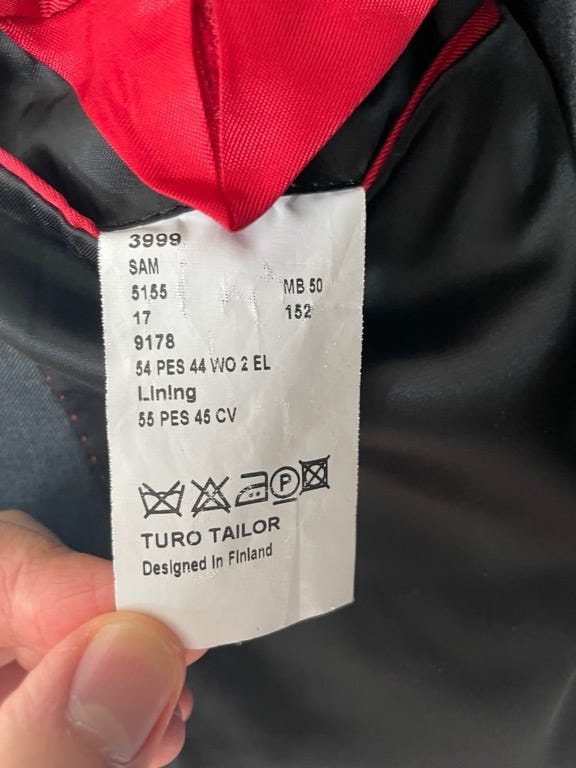 3999
SAM
5155 MB 50
17 152
9178
54 PES 44 WO 2 EL
Lining
55 PES 45 CV
P
TURO TAILOR
Designed in Finland